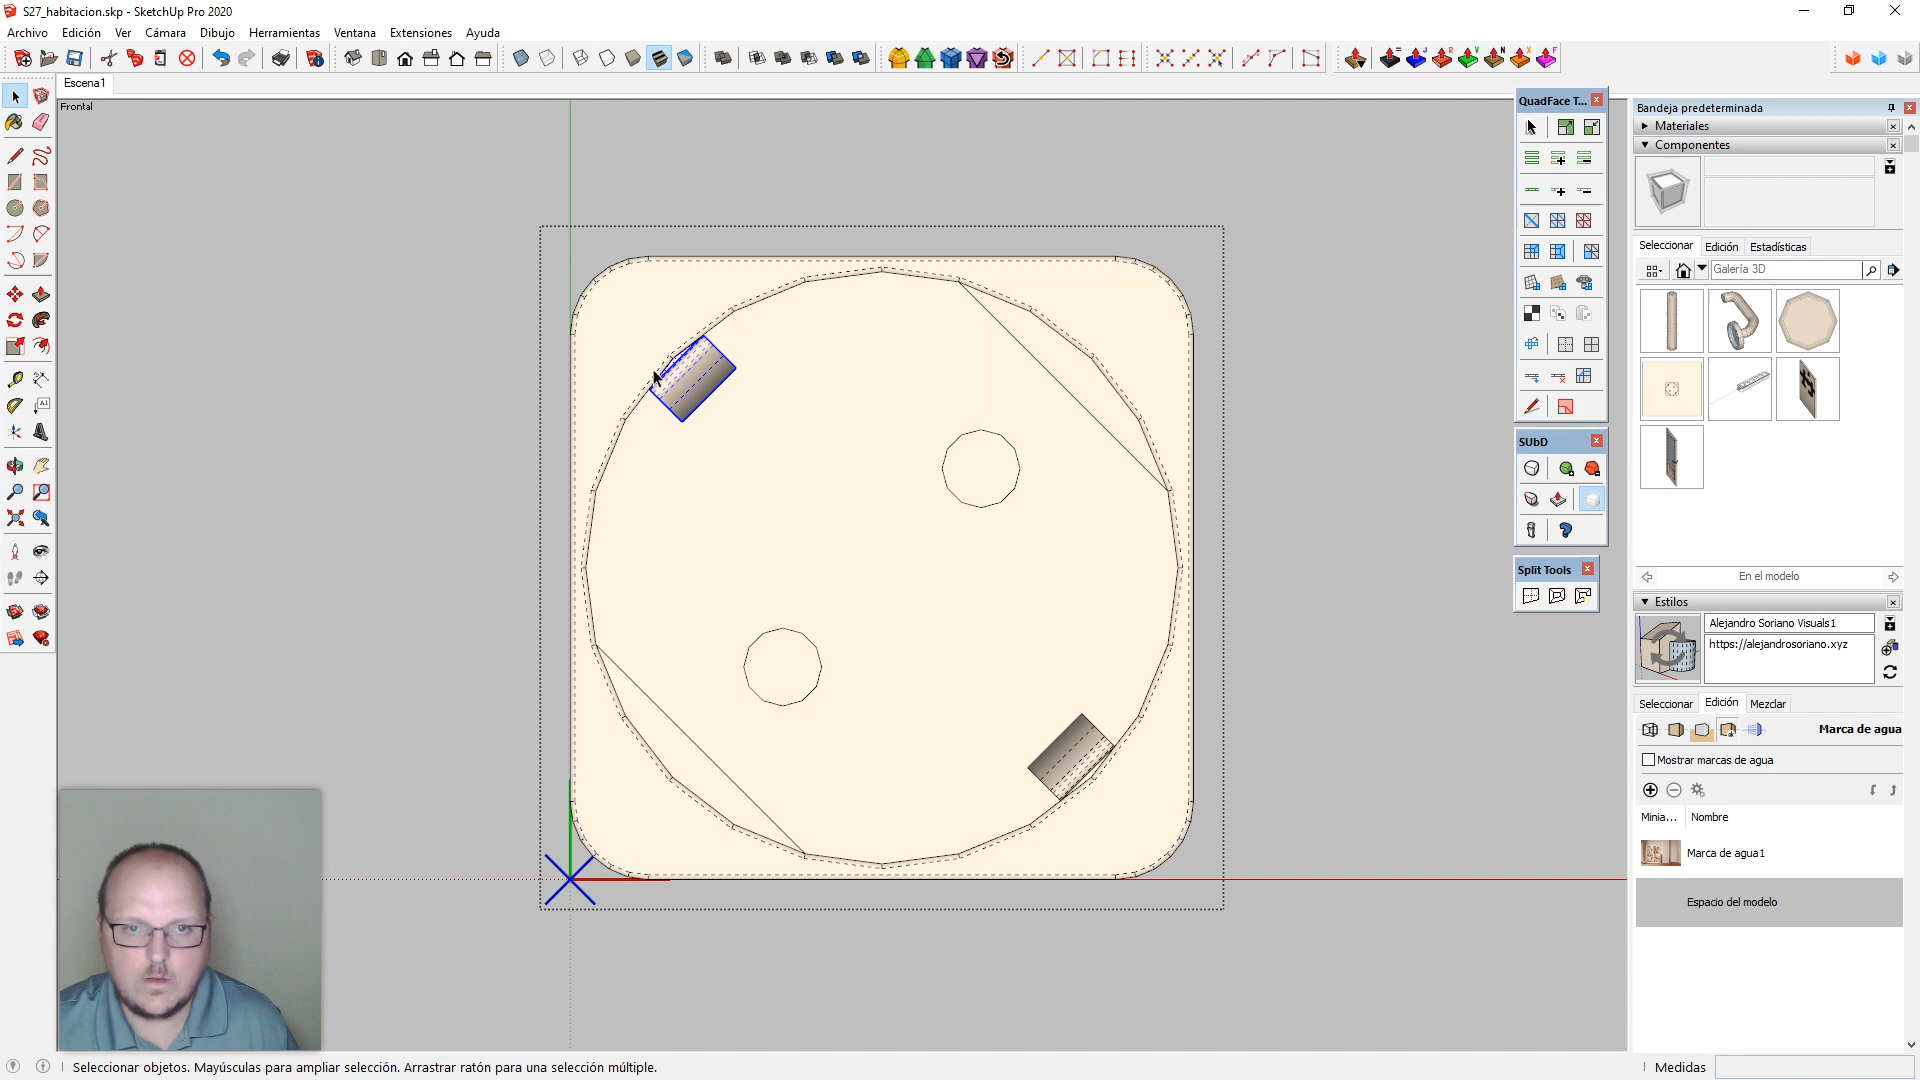 S27_habitacion.skp - SketchUp Pro 2020
Archivo Edición Ver Cámara Dibujo Herramientas Ventana Extensiones Ayuda
Escena1
Frontal
QuadFace T...
SUbD
Split Tools
Bandeja predeterminada
Materiales
Componentes
Seleccionar Edición Estadísticas
Galería 3D
En el modelo
Estilos
Alejandro Soriano Visuals1
https://alejandrosoriano.xyz
Seleccionar Edición Mezclar
Marca de agua
Mostrar marcas de agua
Minia... Nombre
Marca de agua1
Espacio del modelo
Seleccionar objetos. Mayúsculas para ampliar selección. Arrastrar ratón para una selección múltiple.
Medidas